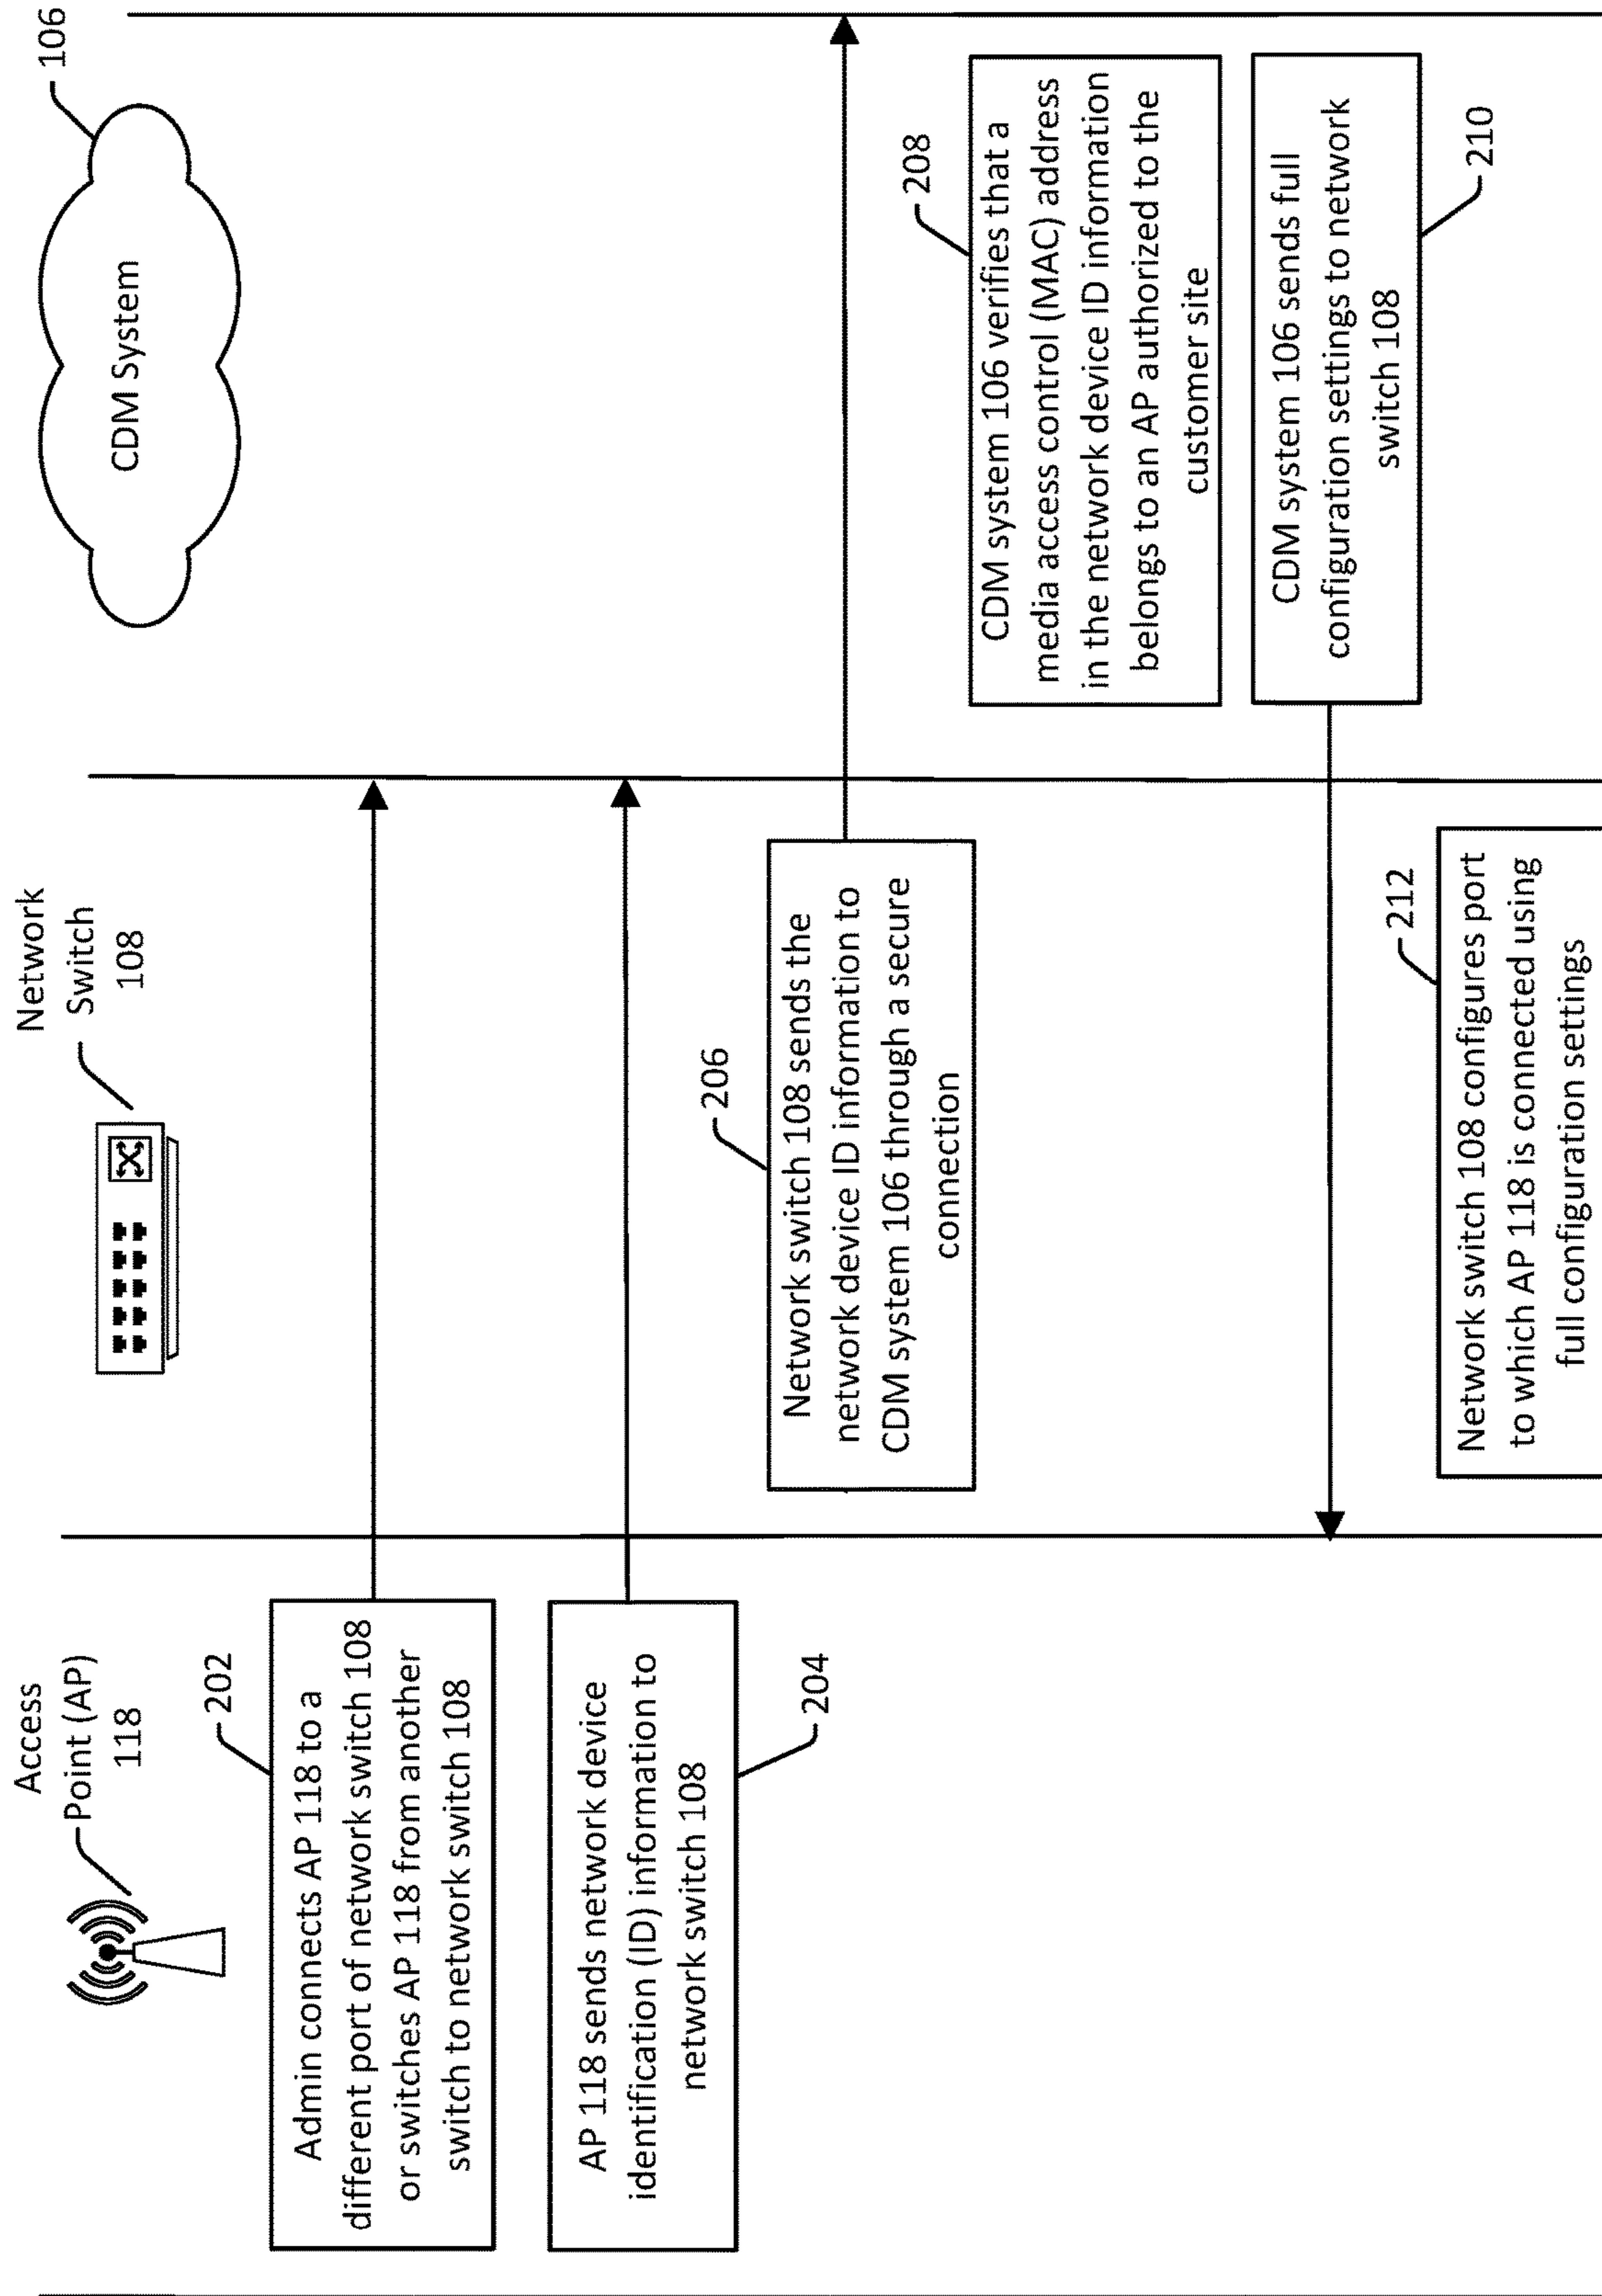 Access
Point (AP)
118
Network
Switch
108
106
CDM System
202
Admin connects AP 118 to a
different port of network switch 108
or switches AP 118 from another
switch to network switch 108
AP 118 sends network device
identification (ID) information to
network switch 108
204
206
Network switch 108 sends the
network device ID information to
CDM system 106 through a secure
connection
208
CDM system 106 verifies that a
media access control (MAC) address
in the network device ID information
belongs to an AP authorized to the
customer site
CDM system 106 sends full
configuration settings to network
switch 108
210
212
Network switch 108 configures port
to which AP 118 is connected using
full configuration settings